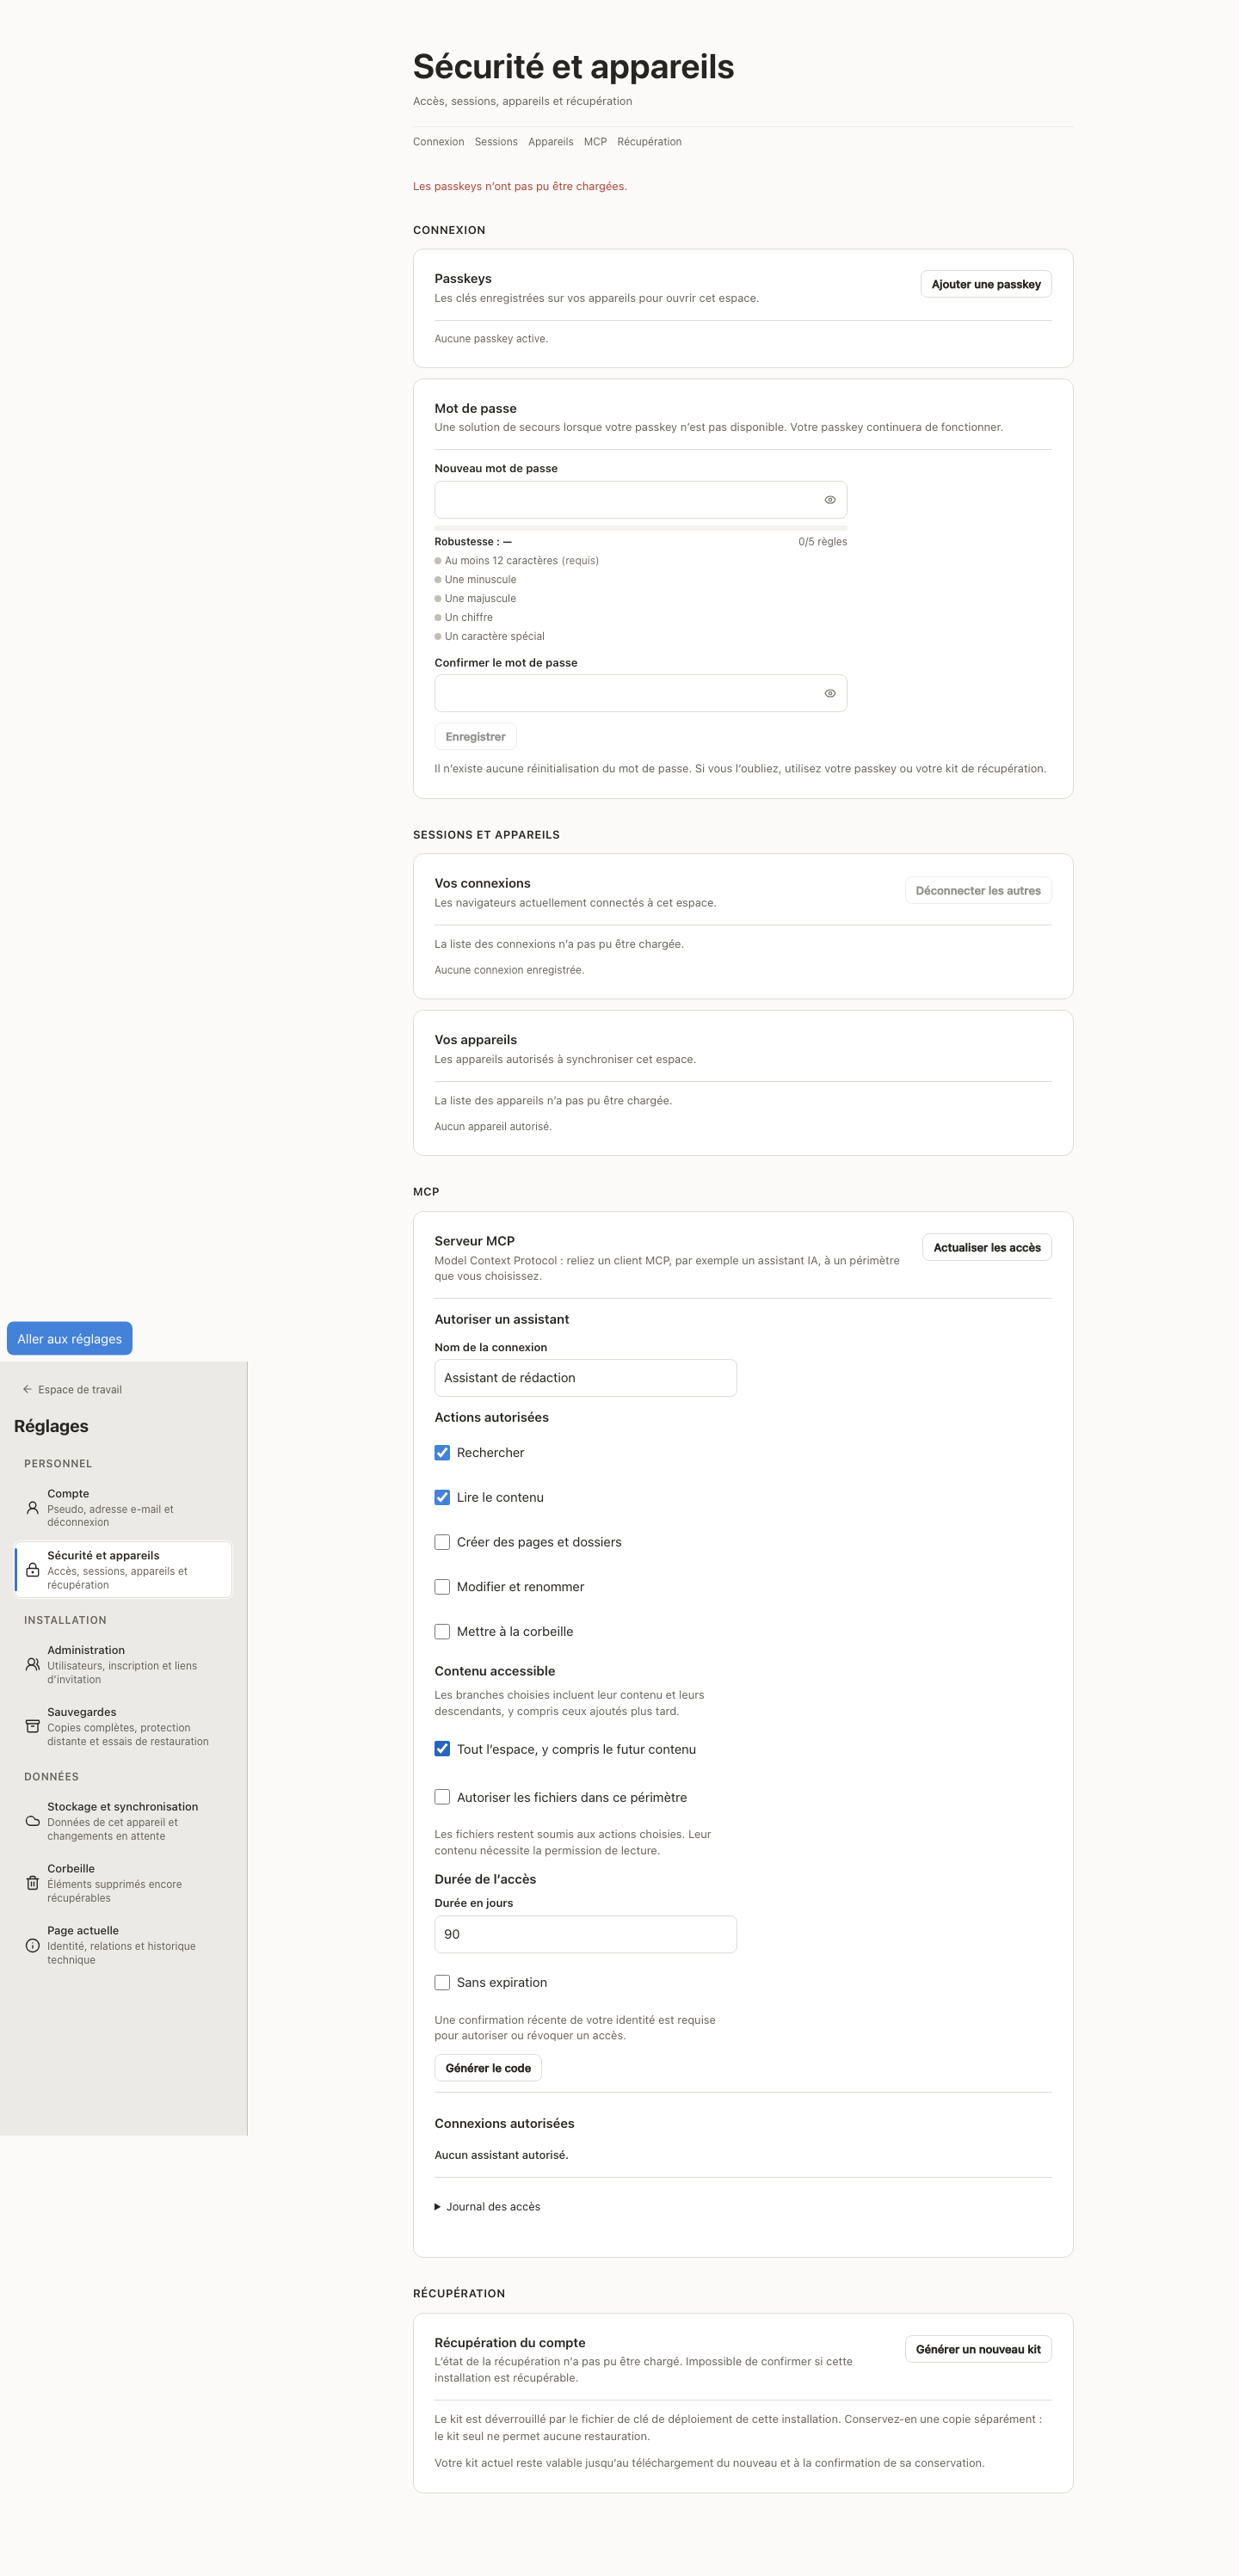 Sécurité et appareils
Accès, sessions, appareils et récupération
Connexion Sessions Appareils MCP Récupération
Les passkeys n'ont pas pu être chargées.
CONNEXION
Passkeys
Ajouter une passkey
Les clés enregistrées sur vos appareils pour ouvrir cet espace.
Aucune passkey active.
Mot de passe
Une solution de secours lorsque votre passkey n'est pas disponible. Votre passkey continuera de fonctionner.
Nouveau mot de passe
Robustesse : —
0/5 règles
Au moins 12 caractères (requis)
Une minuscule
Une majuscule
Un chiffre
Un caractère spécial
Confirmer le mot de passe
Enregistrer
Il n'existe aucune réinitialisation du mot de passe. Si vous l'oubliez, utilisez votre passkey ou votre kit de récupération.
SESSIONS ET APPAREILS
Vos connexions
Déconnecter les autres
Les navigateurs actuellement connectés à cet espace.
La liste des connexions n'a pas pu être chargée.
Aucune connexion enregistrée.
Vos appareils
Les appareils autorisés à synchroniser cet espace.
La liste des appareils n'a pas pu être chargée.
Aucun appareil autorisé.
MCP
Serveur MCP
Actualiser les accès
Model Context Protocol : reliez un client MCP, par exemple un assistant IA, à un périmètre
que vous choisissez.
Autoriser un assistant
Nom de la connexion
Assistant de rédaction
Actions autorisées
Rechercher
Lire le contenu
Créer des pages et dossiers
Modifier et renommer
Mettre à la corbeille
Contenu accessible
Les branches choisies incluent leur contenu et leurs
descendants, y compris ceux ajoutés plus tard.
Tout l'espace, y compris le futur contenu
Autoriser les fichiers dans ce périmètre
Les fichiers restent soumis aux actions choisies. Leur
contenu nécessite la permission de lecture.
Durée de l'accès
Durée en jours
90
Sans expiration
Une confirmation récente de votre identité est requise
pour autoriser ou révoquer un accès.
Générer le code
Connexions autorisées
Aucun assistant autorisé.
Journal des accès
RÉCUPÉRATION
Récupération du compte
Générer un nouveau kit
L'état de la récupération n'a pas pu être chargé. Impossible de confirmer si cette
installation est récupérable.
Le kit est déverrouillé par le fichier de clé de déploiement de cette installation. Conservez-en une copie séparément :
le kit seul ne permet aucune restauration.
Votre kit actuel reste valable jusqu'au téléchargement du nouveau et à la confirmation de sa conservation.
Aller aux réglages
Espace de travail
Réglages
PERSONNEL
Compte
Pseudo, adresse e-mail et
déconnexion
Sécurité et appareils
Accès, sessions, appareils et
récupération
INSTALLATION
Administration
Utilisateurs, inscription et liens
d'invitation
Sauvegardes
Copies complètes, protection
distante et essais de restauration
DONNÉES
Stockage et synchronisation
Données de cet appareil et
changements en attente
Corbeille
Éléments supprimés encore
récupérables
Page actuelle
Identité, relations et historique
technique